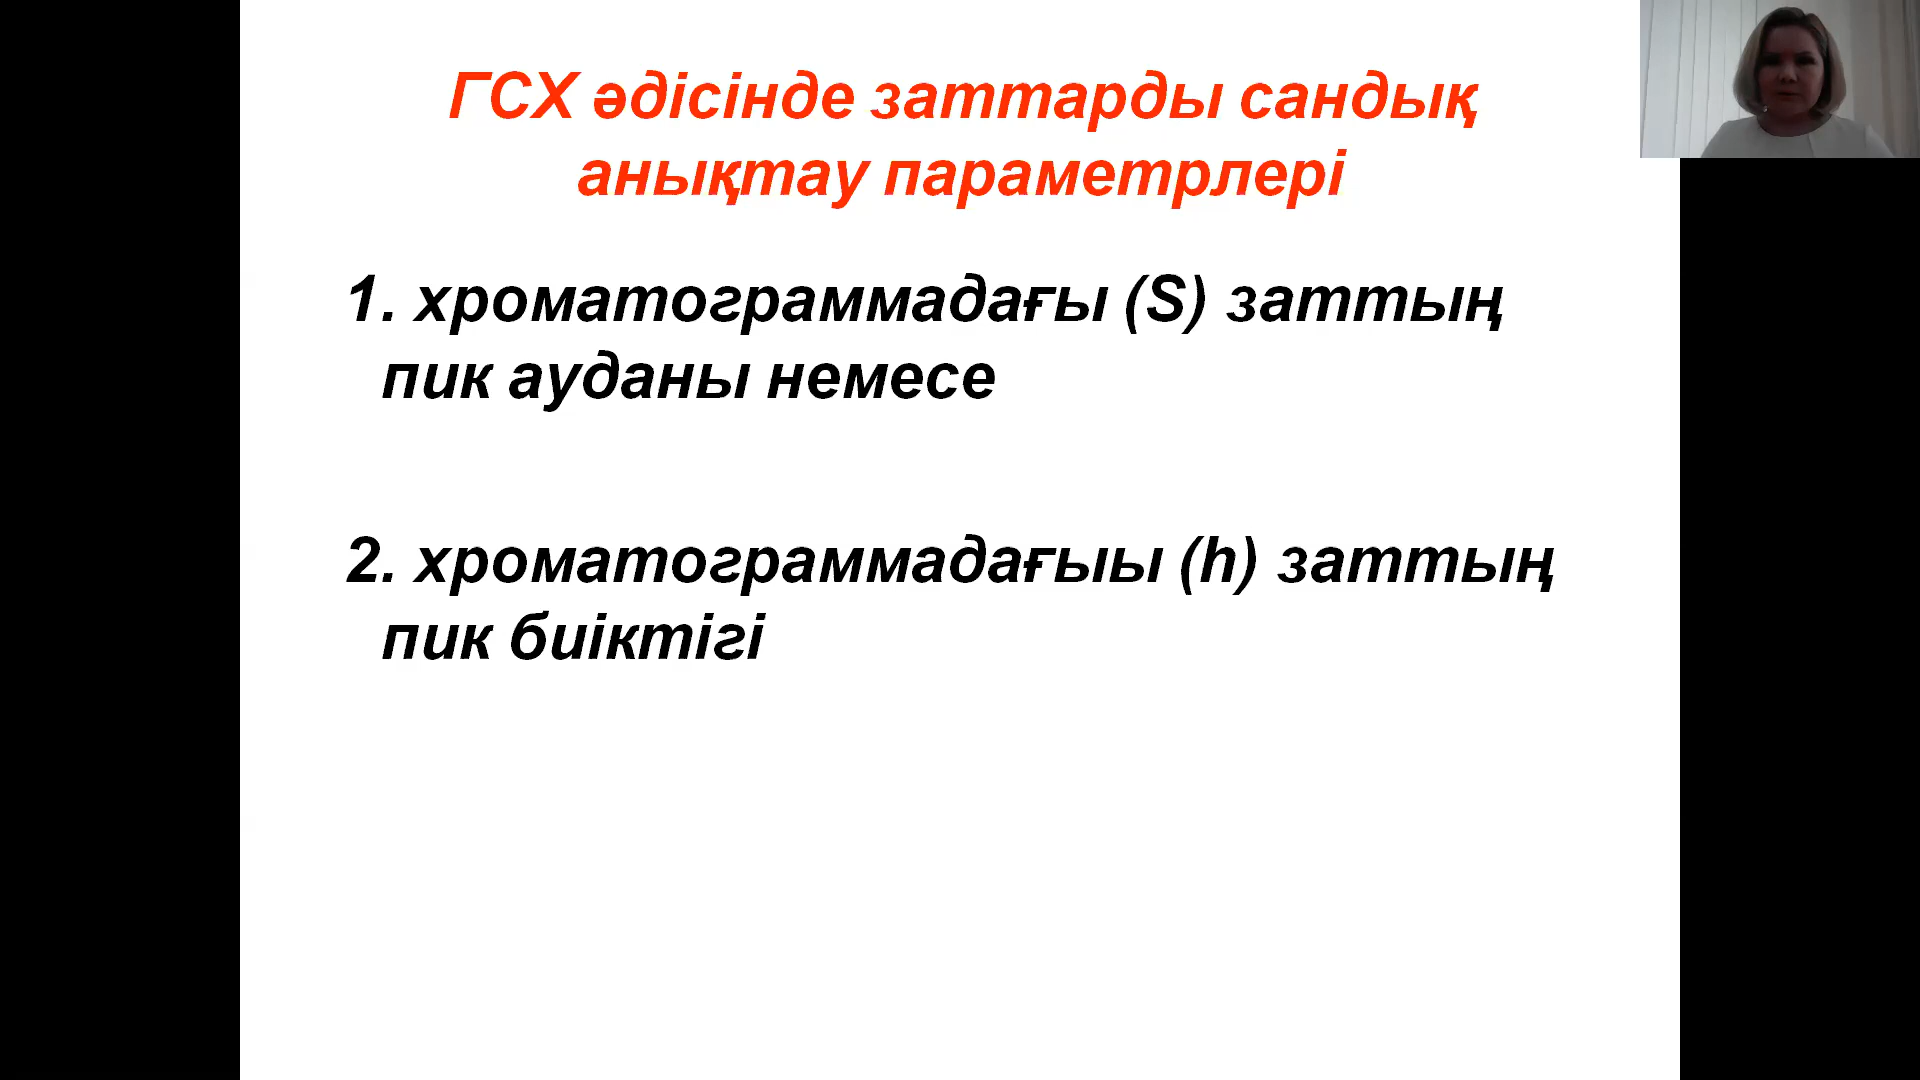 ГСХ әдісінде заттарды сандық
анықтау параметрлері
1. хроматограммадағы (S) заттың
пик ауданы немесе
2. хроматограммадағыы (h) заттың
пик биіктігі